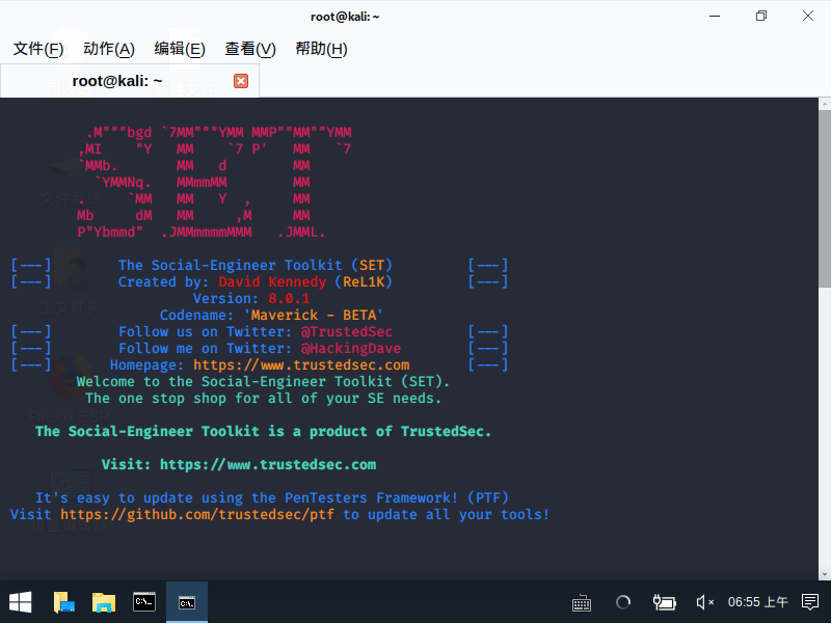 root@kali: ~
文件(F) 动作(A) 编辑(E) 查看(V) 帮助(H)
root@kali: ~
.M"""bgd `7MM"""YMM MMP""MM""YMM
,MI "Y MM `7 P' MM `7
`MMb. MM d MM
`YMMNq. MMmmMM MM
. `MM MM Y , MM
Mb dM MM ,M MM
P"Ybmmd" .JMMmmmmMMM .JMML.
[---] The Social-Engineer Toolkit (SET) [---]
[---] Created by: David Kennedy (ReL1K) [---]
Version: 8.0.1
Codename: 'Maverick - BETA'
[---] Follow us on Twitter: @TrustedSec [---]
[---] Follow me on Twitter: @HackingDave [---]
[---] Homepage: https://www.trustedsec.com [---]
Welcome to the Social-Engineer Toolkit (SET).
The one stop shop for all of your SE needs.
The Social-Engineer Toolkit is a product of TrustedSec.
Visit: https://www.trustedsec.com
It's easy to update using the PenTesters Framework! (PTF)
Visit https://github.com/trustedsec/ptf to update all your tools!
06:55 上午